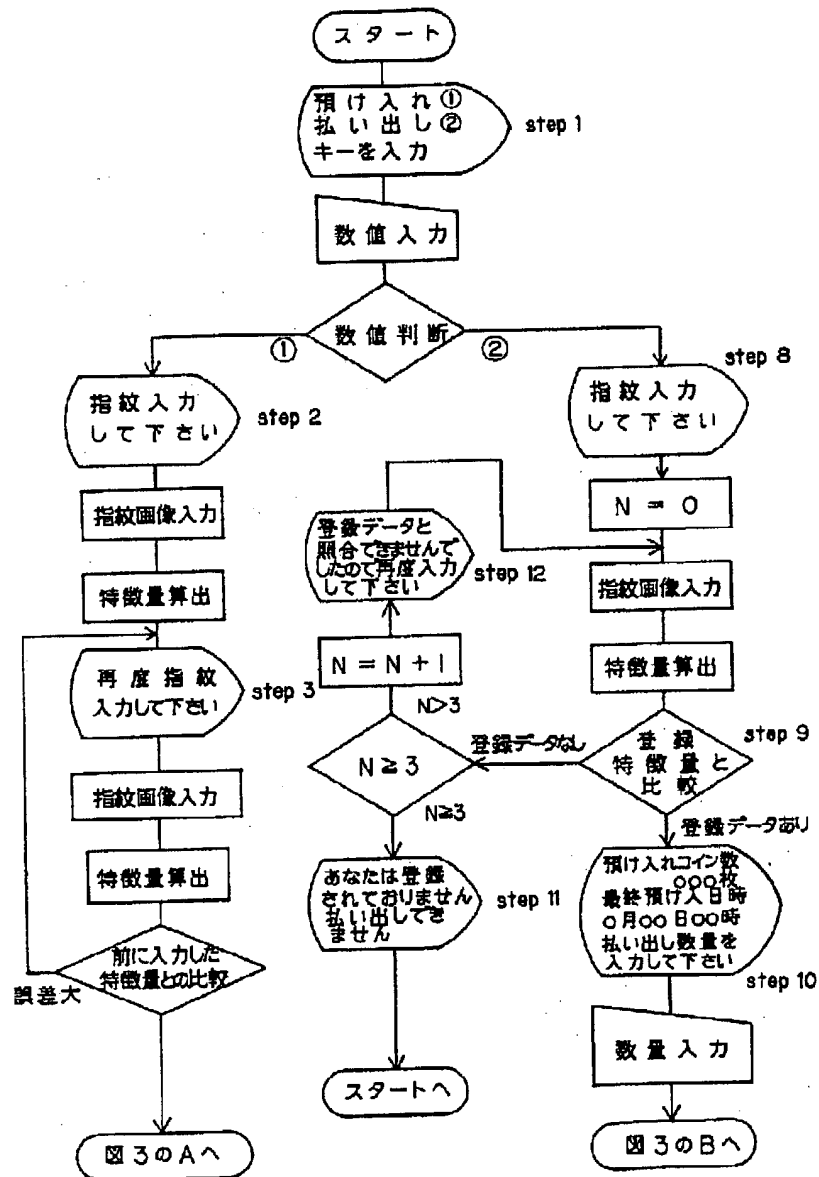 スタート
預け入れ①
払い出し②
キーを入力
step 1
数値入力
数値判断
①
②
指紋入力
して下さい
step 2
指紋画像入力
特徴量算出
再度指紋
入力して下さい
step 3
指紋画像入力
特徴量算出
前に入力した
特徴量との比較
誤差大
図3のAへ
step 8
指紋入力
して下さい
N = 0
指紋画像入力
特徴量算出
登録
特徴量と
比較
step 9
登録データなし
登録データあり
登録データと
照合できませんで
したので再度入力
して下さい
step 12
N = N + 1
N>3
N≧3
N≧3
あなたは登録
されておりません
払い出しでき
ません
step 11
スタートへ
預け入れコイン数
○○○枚
最終預け入日時
○月○○日○○時
払い出し数量を
入力して下さい
step 10
数量入力
図3のBへ